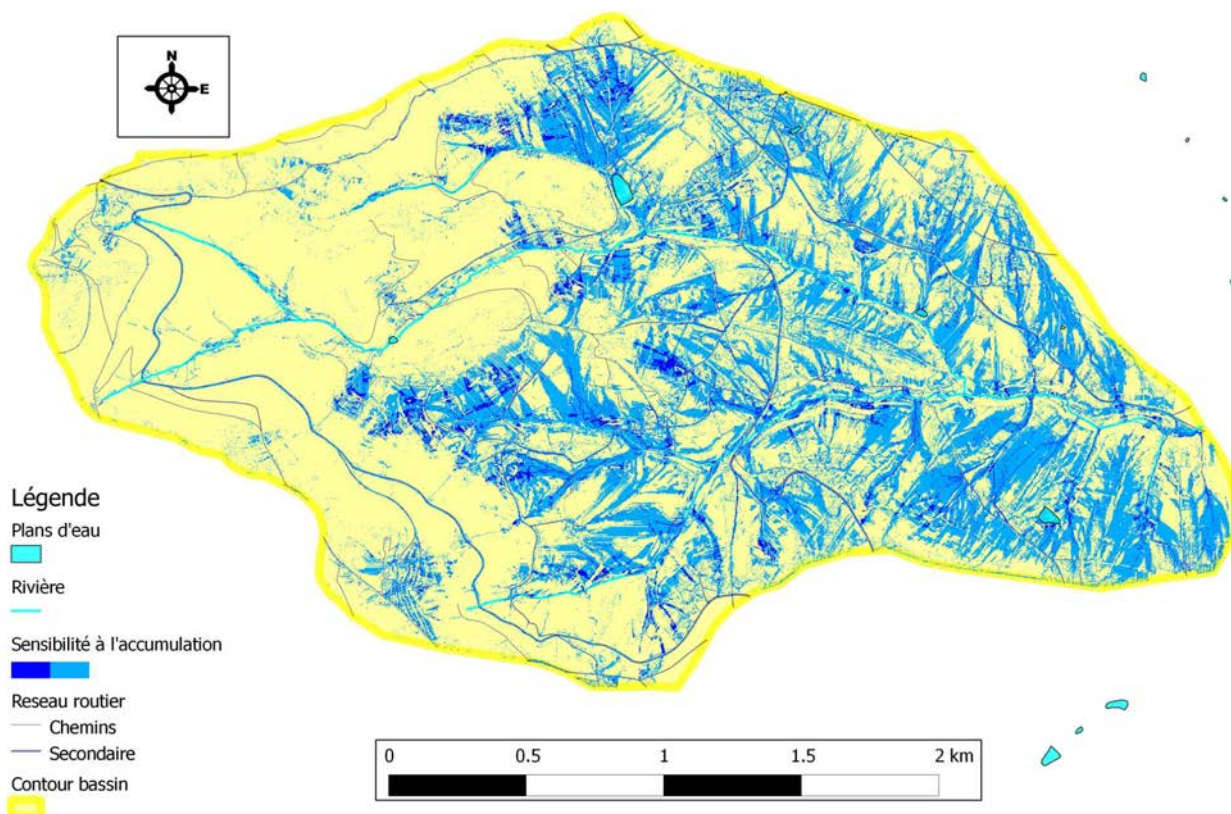 N
E
Légende
Plans d'eau
Rivière
Sensibilité à l'accumulation
Reseau routier
Chemins
Secondaire
Contour bassin
0 0.5 1 1.5 2 km